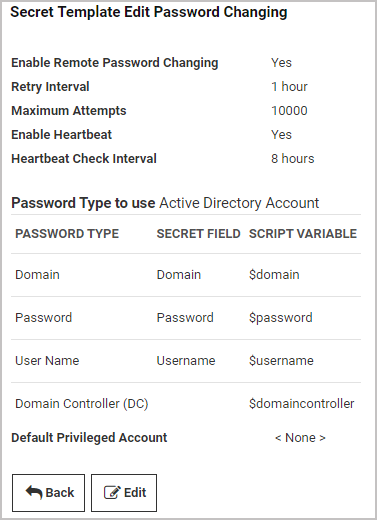 Secret Template Edit Password Changing
Enable Remote Password Changing Yes
Retry Interval 1 hour
Maximum Attempts 10000
Enable Heartbeat Yes
Heartbeat Check Interval 8 hours
Password Type to use Active Directory Account
PASSWORD TYPE SECRET FIELD SCRIPT VARIABLE
Domain Domain $domain
Password Password $password
User Name Username $username
Domain Controller (DC) $domaincontroller
Default Privileged Account < None >
Back Edit